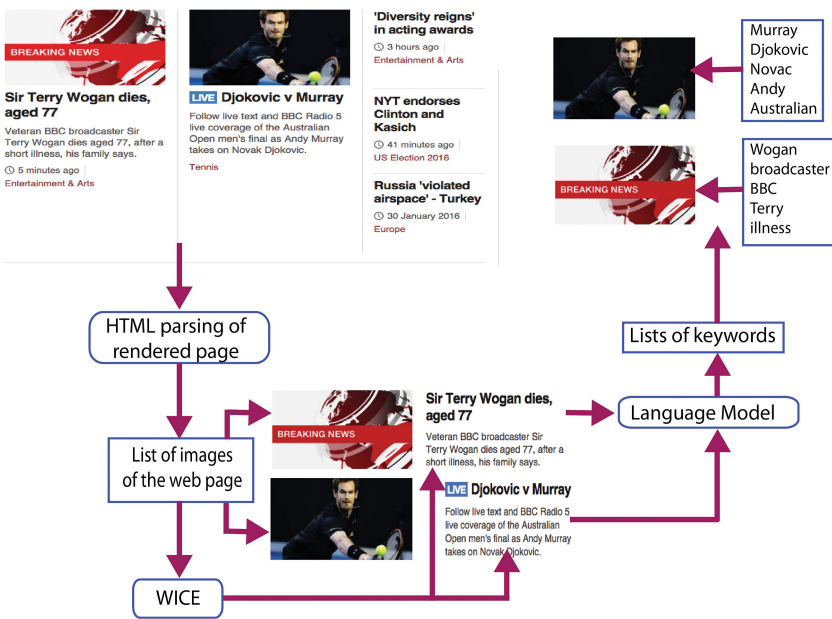 BREAKING NEWS
Sir Terry Wogan dies,
aged 77
Veteran BBC broadcaster Sir
Terry Wogan dies aged 77, after a
short illness, his family says.
5 minutes ago
Entertainment & Arts
LIVE Djokovic v Murray
Follow live text and BBC Radio 5
live coverage of the Australian
Open men's final as Andy Murray
takes on Novak Djokovic.
Tennis
'Diversity reigns'
in acting awards
3 hours ago
Entertainment & Arts
NYT endorses
Clinton and
Kasich
41 minutes ago
US Election 2016
Russia 'violated
airspace' - Turkey
30 January 2016
Europe
Murray
Djokovic
Novac
Andy
Australian
BREAKING NEWS
Wogan
broadcaster
BBC
Terry
illness
HTML parsing of
rendered page
List of images
of the web page
WICE
BREAKING NEWS
Sir Terry Wogan dies,
aged 77
Veteran BBC broadcaster Sir
Terry Wogan dies aged 77, after a
short illness, his family says.
LIVE Djokovic v Murray
Follow live text and BBC Radio 5
live coverage of the Australian
Open men's final as Andy Murray
takes on Novak Djokovic.
Language Model
Lists of keywords